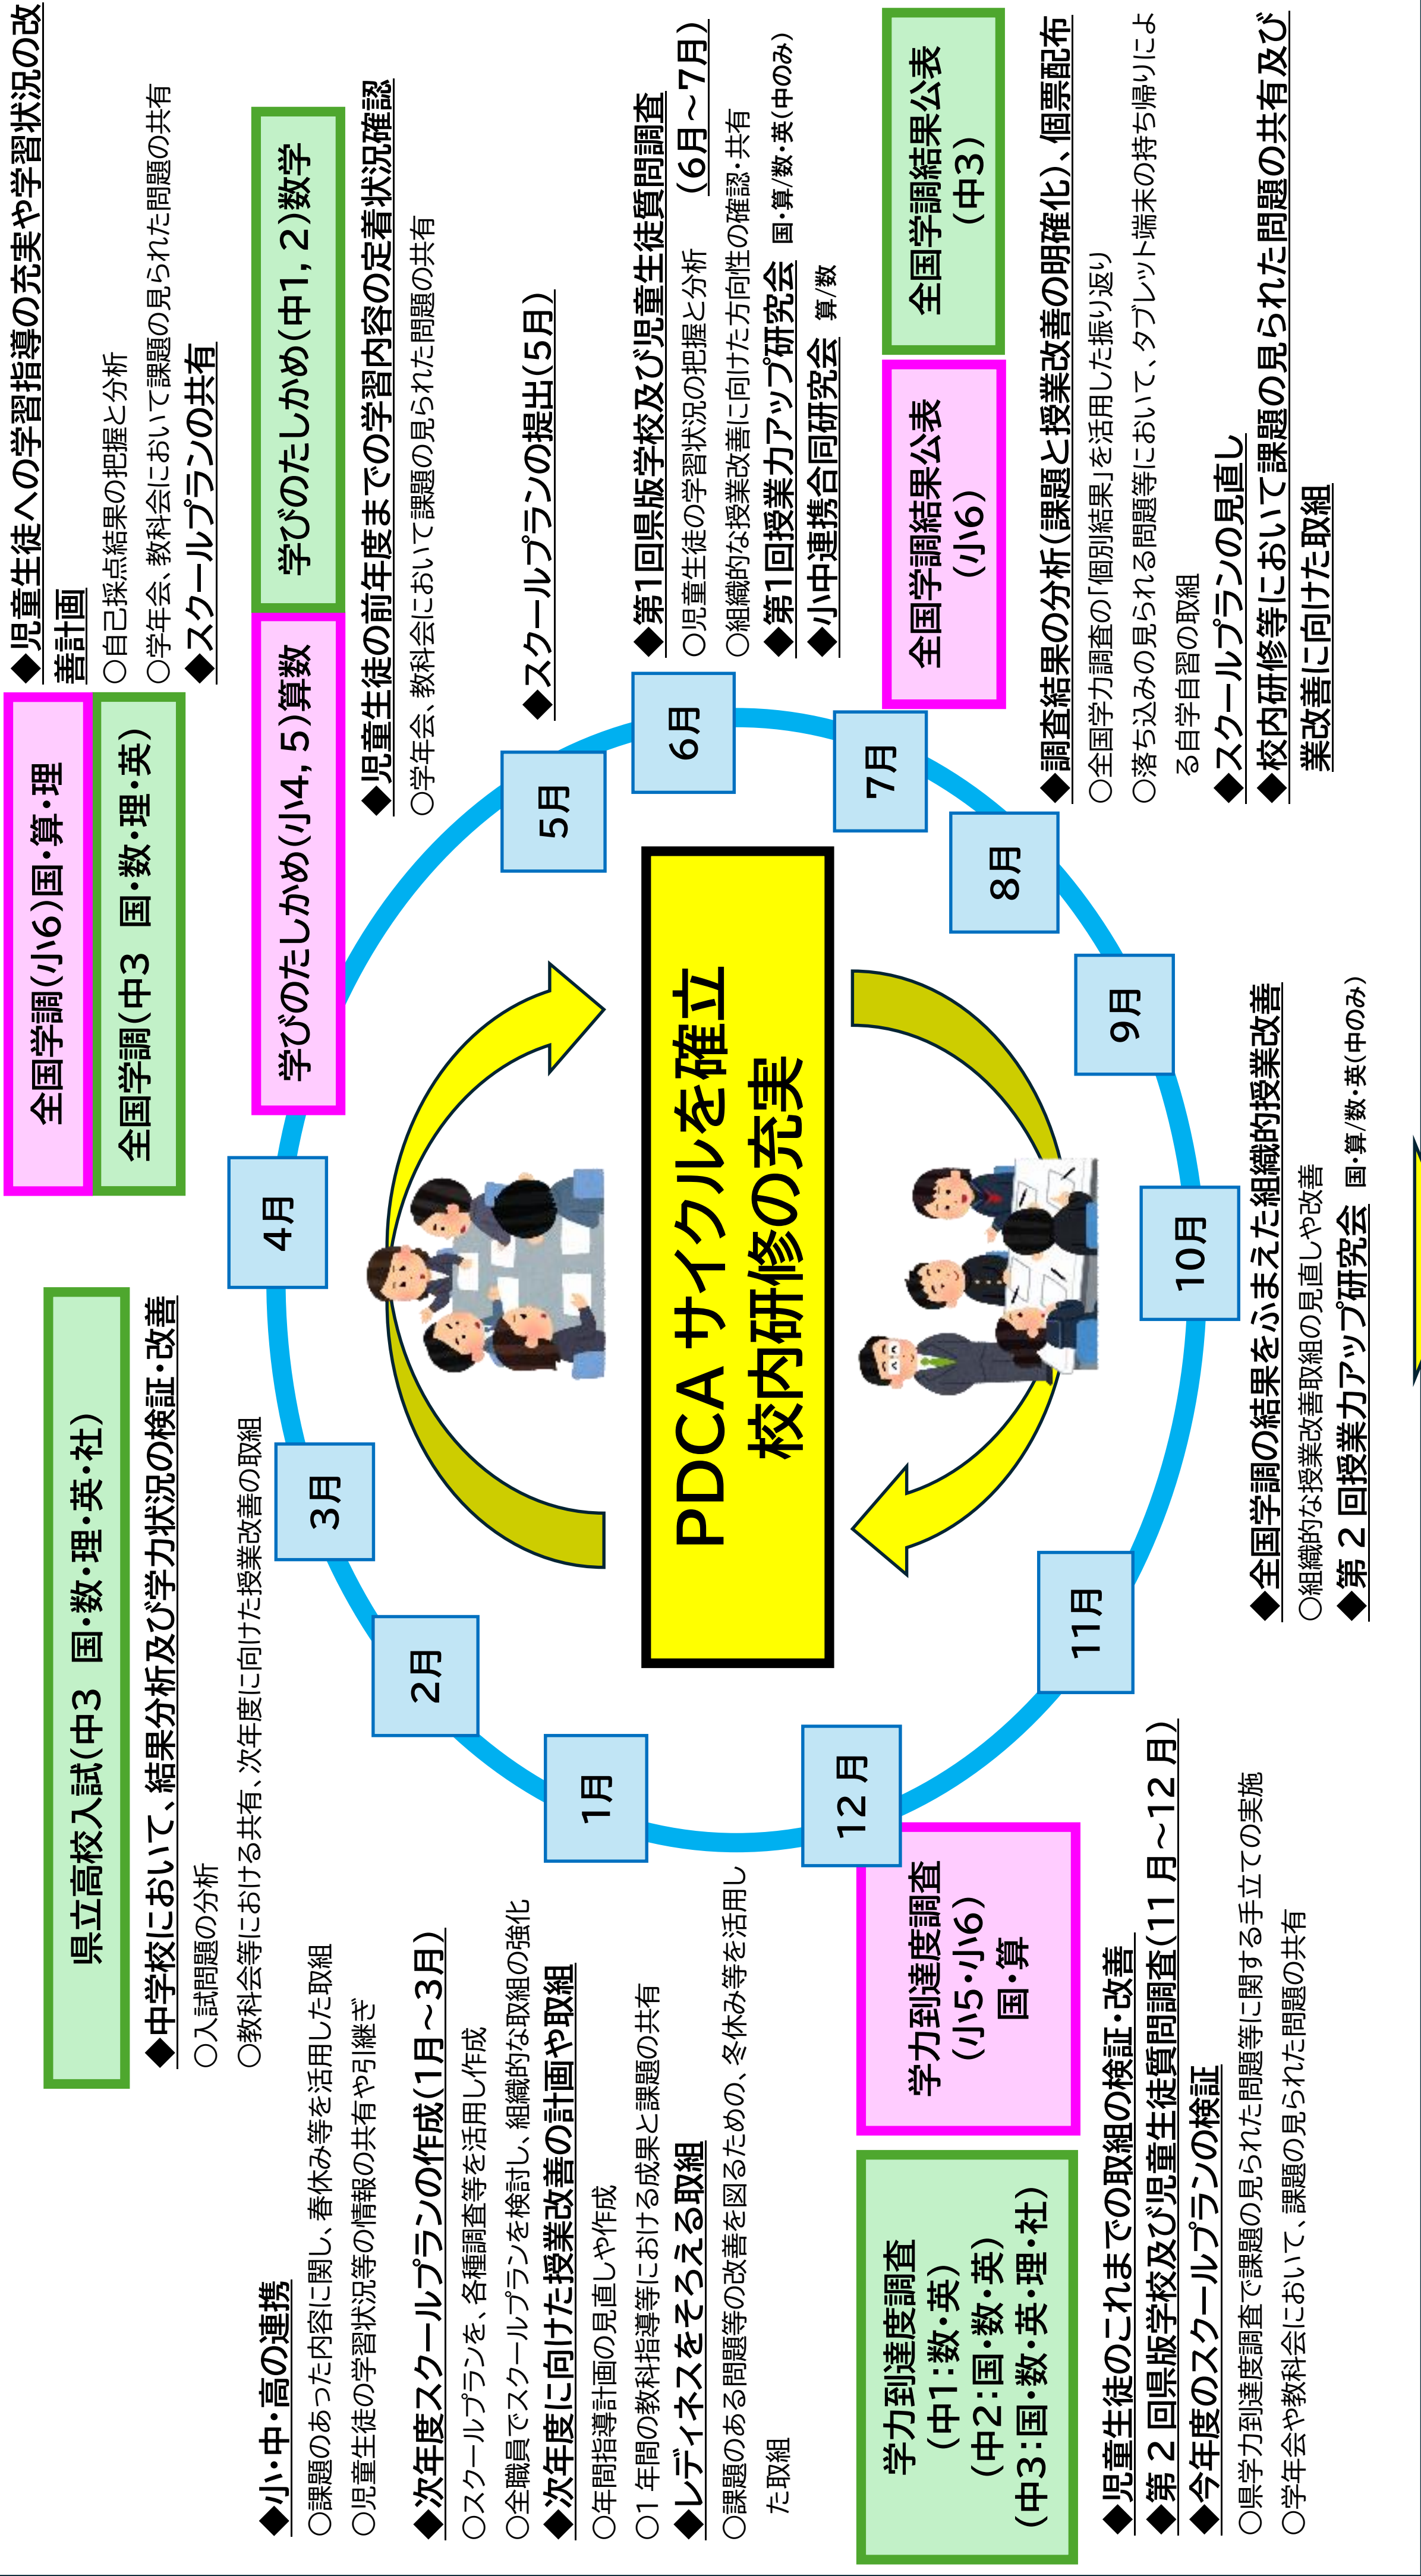 県立高校入試(中3　国・数・理・英・社)
◆中学校において、結果分析及び学力状況の検証・改善
○入試問題の分析
○教科会等における共有、次年度に向けた授業改善の取組
全国学調(小6)国・算・理
全国学調(中3　国・数・理・英)
◆児童生徒への学習指導の充実や学習状況の改
善計画
○自己採点結果の把握と分析
○学年会、教科会において課題の見られた問題の共有
◆スクールプランの共有
学びのたしかめ(小4,5)算数
学びのたしかめ(中1,2)数学
◆児童生徒の前年度までの学習内容の定着状況確認
○学年会、教科会において課題の見られた問題の共有
◆スクールプランの提出(5月)
◆第1回県版学校及び児童生徒質問調査
(6月~7月)
○児童生徒の学習状況の把握と分析
○組織的な授業改善に向けた方向性の確認・共有
◆第1回授業力アップ研究会　国・算/数・英(中のみ)
◆小中連携合同研究会　算/数
全国学調結果公表
(小6)
全国学調結果公表
(中3)
◆調査結果の分析(課題と授業改善の明確化)、個票配布
○全国学力調査の「個別結果」を活用した振り返り
○落ち込みの見られる問題等において、タブレット端末の持ち帰りによ
る自学自習の取組
◆スクールプランの見直し
◆校内研修等において課題の見られた問題の共有及び
業改善に向けた取組
4月
5月
6月
7月
8月
9月
10月
11月
12月
1月
2月
3月
PDCA サイクルを確立
校内研修の充実
◆全国学調の結果をふまえた組織的授業改善
○組織的な授業改善取組の見直しや改善
◆第2回授業力アップ研究会　国・算/数・英(中のみ)
学力到達度調査
(小5・小6)
国・算
学力到達度調査
(中1:数・英)
(中2:国・数・英)
(中3:国・数・英・理・社)
◆児童生徒のこれまでの取組の検証・改善
◆第2回県版学校及び児童生徒質問調査(11月~12月)
◆今年度のスクールプランの検証
○県学力到達度調査で課題の見られた問題等に関する手立ての実施
○学年会や教科会において、課題の見られた問題の共有
◆小・中・高の連携
○課題のあった内容に関し、春休み等を活用した取組
○児童生徒の学習状況等の情報の共有や引継ぎ
◆次年度スクールプランの作成(1月~3月)
○スクールプランを、各種調査等を活用し作成
○全職員でスクールプランを検討し、組織的な取組の強化
◆次年度に向けた授業改善の計画や取組
○年間指導計画の見直しや作成
○1年間の教科指導等における成果と課題の共有
◆レディネスをそろえる取組
○課題のある問題等の改善を図るための、冬休み等を活用し
た取組